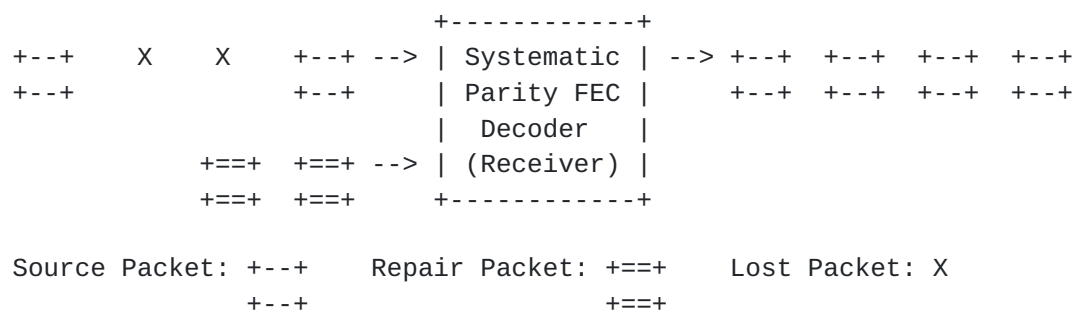 +------------+
+--+    X    X    +--+ --> | Systematic | --> +--+  +--+  +--+  +--+
+--+              +--+     | Parity FEC |     +--+  +--+  +--+  +--+
                           |  Decoder   |
            +==+  +==+ --> | (Receiver) |
            +==+  +==+     +------------+

Source Packet: +--+    Repair Packet: +==+    Lost Packet: X
               +--+                   +==+